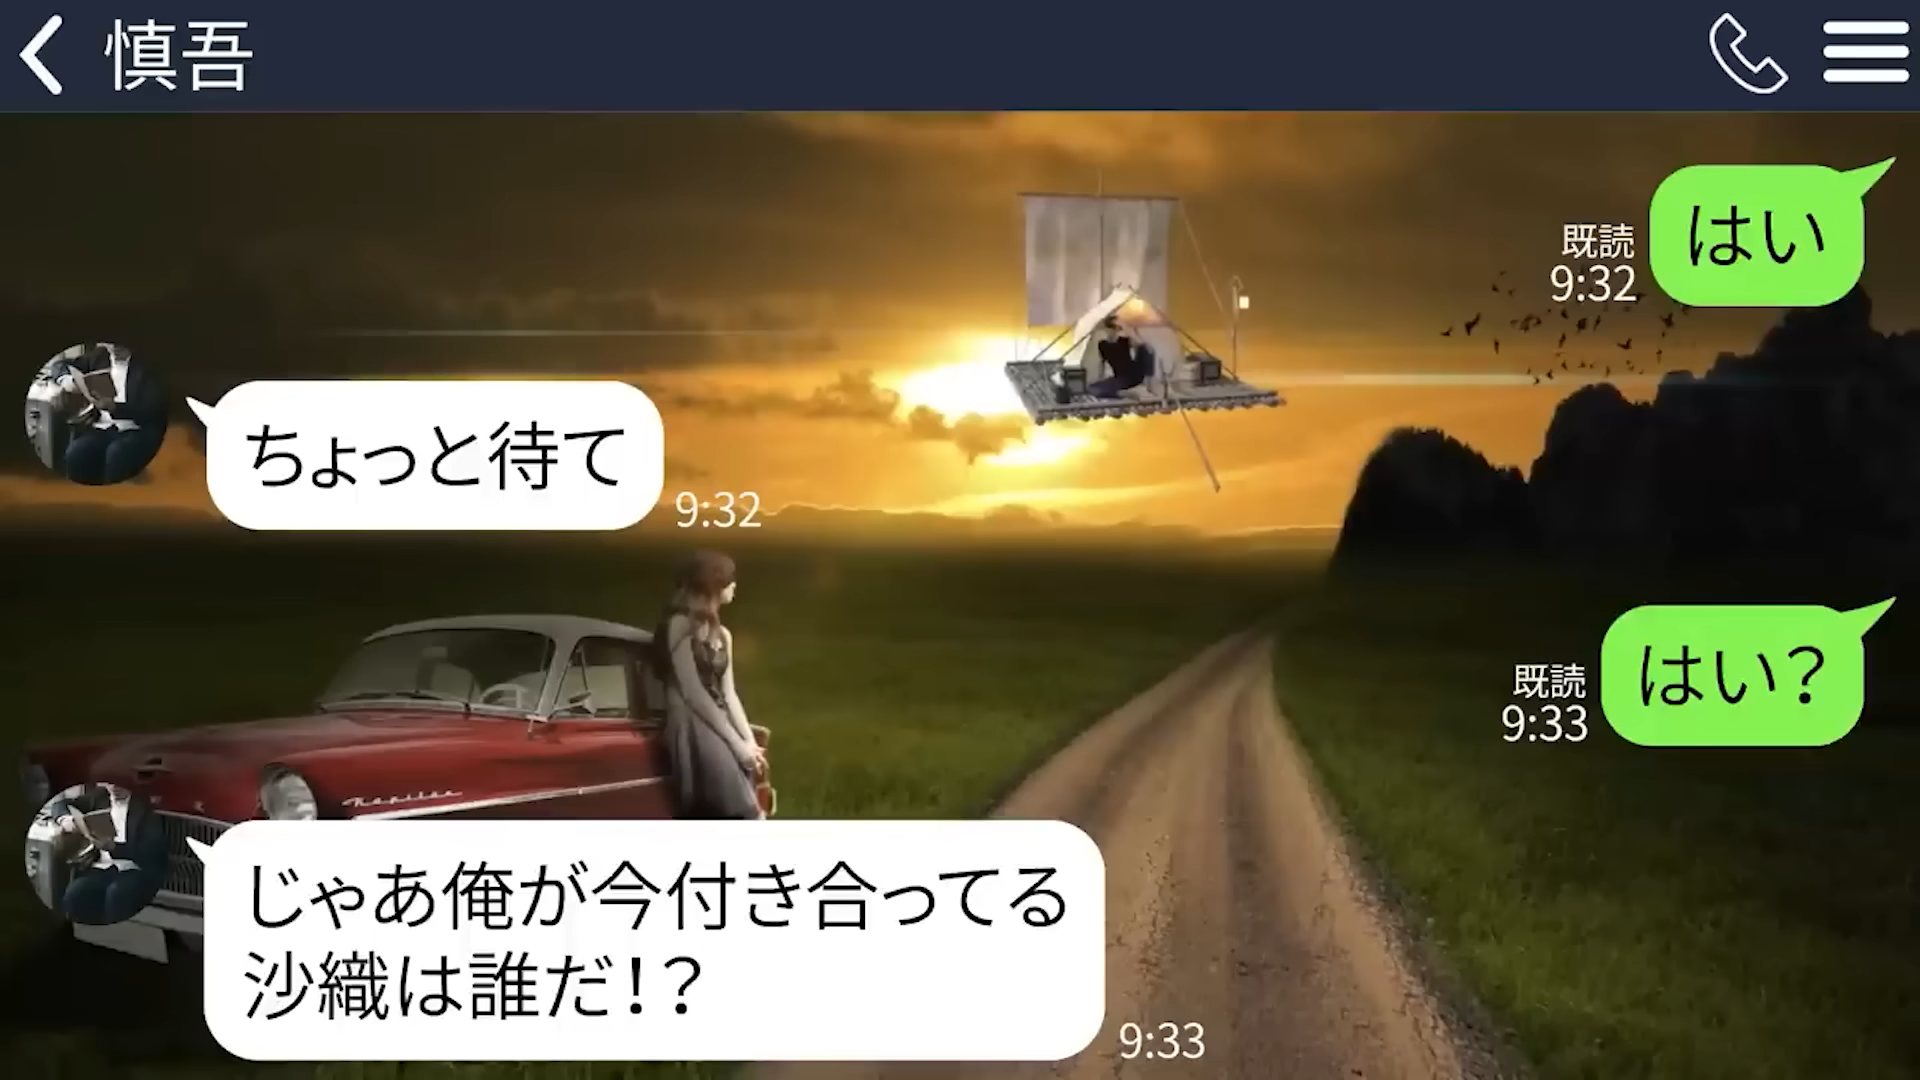 慎吾
はい
既読
9:32
ちょっと待て
9:32
はい?
既読
9:33
じゃあ俺が今付き合ってる
沙織は誰だ!?
9:33